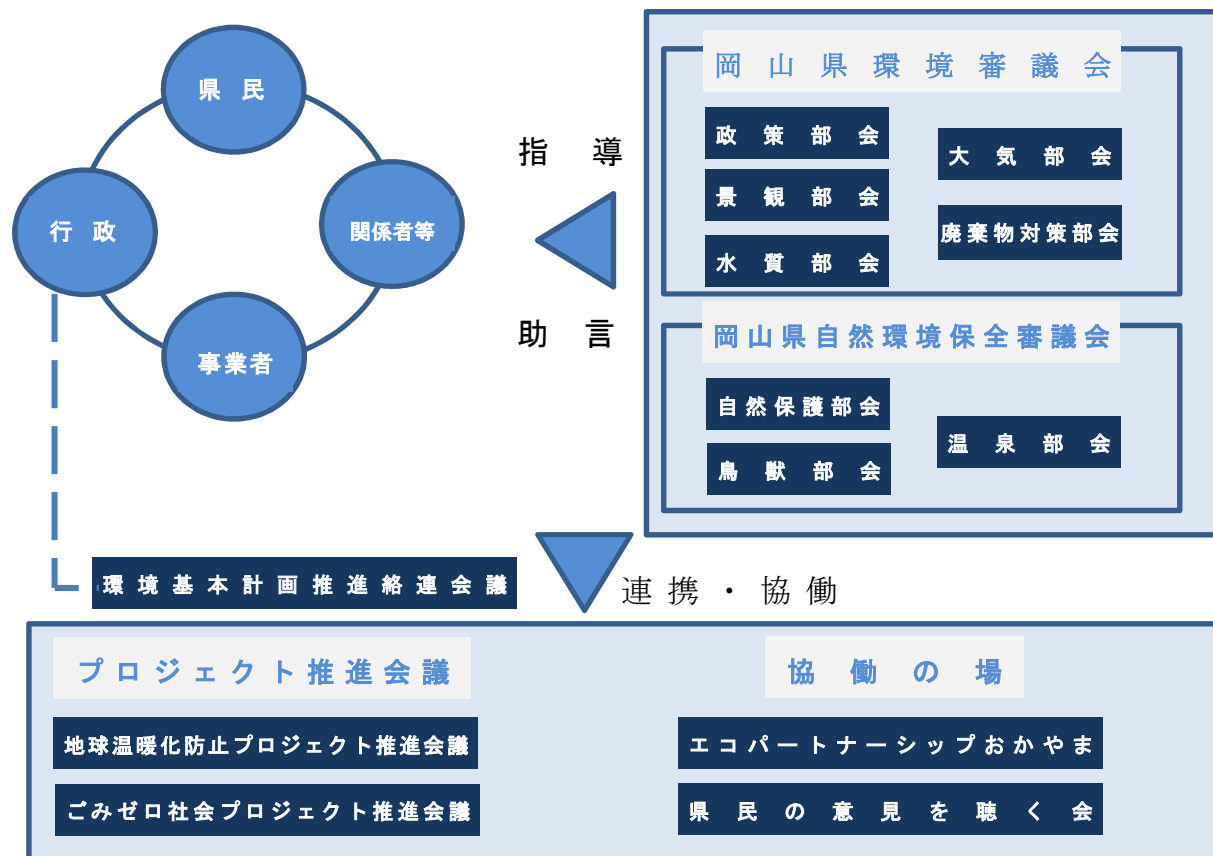 県民
行政
関係者等
事業者
指導
助言
岡山県環境審議会
政策部会
景観部会
水質部会
大気部会
廃棄物対策部会
岡山県自然環境保全審議会
自然保護部会
鳥獣部会
温泉部会
環境基本計画推進絡連会議
連携・協働
プロジェクト推進会議
地球温暖化防止プロジェクト推進会議
ごみゼロ社会プロジェクト推進会議
協働の場
エコパートナーシップおかやま
県民の意見を聴く会